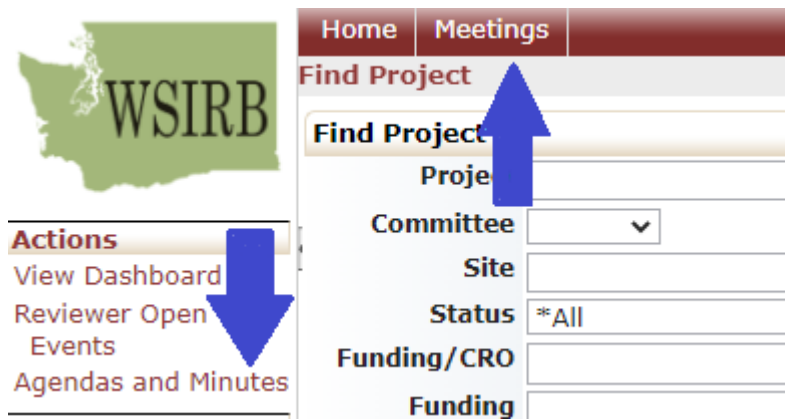 WSIRB
Actions
View Dashboard
Reviewer Open
Events
Agendas and Minutes
Home Meetings
Find Project
Find Project
Project
Committee
Site
Status *All
Funding/CRO
Funding